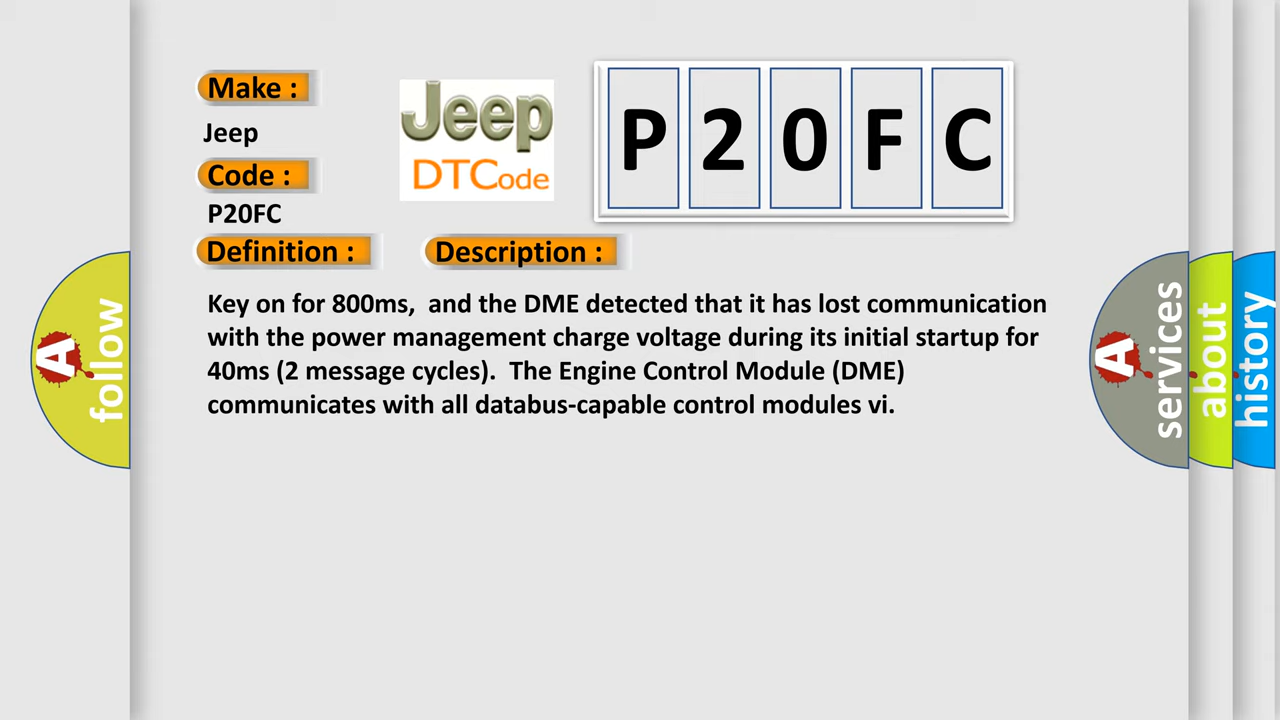 Make :
Jeep
Code :
P20FC
Jeep
DTCode
P20FC
Definition :
Description :
Key on for 800ms, and the DME detected that it has lost communication
with the power management charge voltage during its initial startup for
40ms (2 message cycles). The Engine Control Module (DME)
communicates with all databus-capable control modules vi.
A follow
A services
about
history